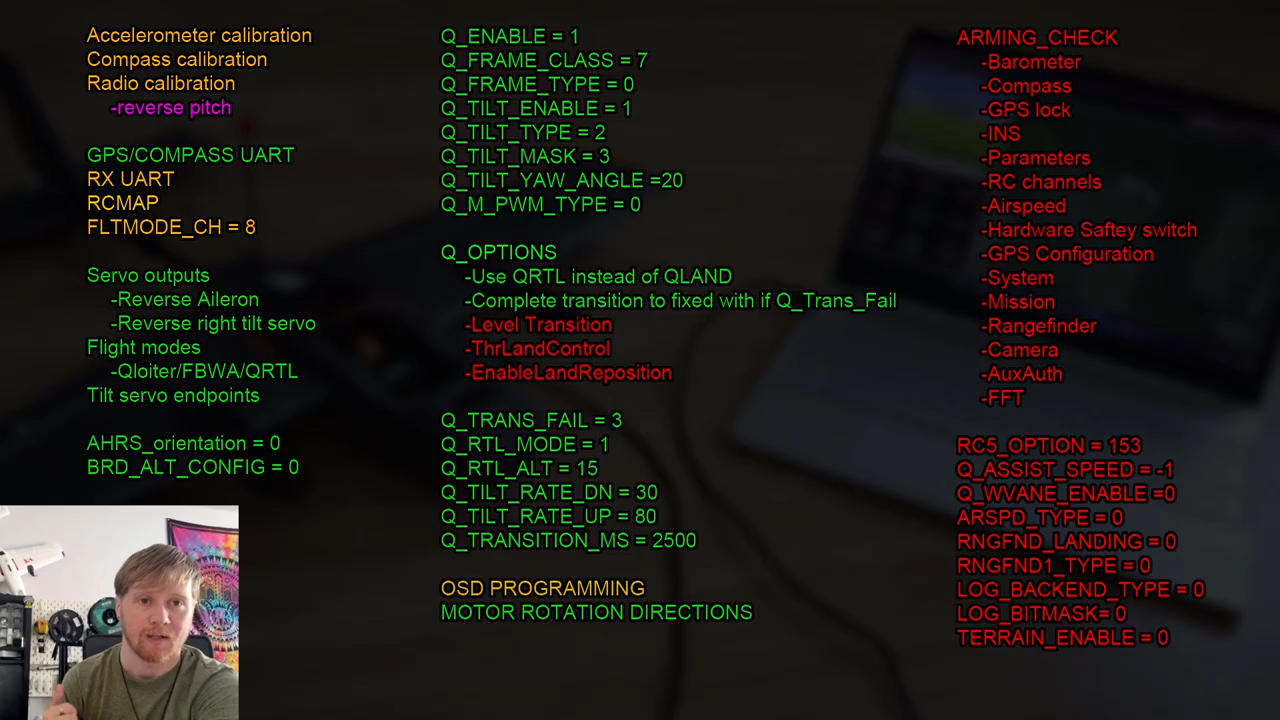 Accelerometer calibration
Compass calibration
Radio calibration
-reverse pitch
GPS/COMPASS UART
RX UART
RCMAP
FLTMODE_CH = 8
Servo outputs
-Reverse Aileron
-Reverse right tilt servo
Flight modes
-Qloiter/FBWA/QRTL
Tilt servo endpoints
AHRS_orientation = 0
BRD_ALT_CONFIG = 0
Q_ENABLE = 1
Q_FRAME_CLASS = 7
Q_FRAME_TYPE = 0
Q_TILT_ENABLE = 1
Q_TILT_TYPE = 2
Q_TILT_MASK = 3
Q_TILT_YAW_ANGLE =20
Q_M_PWM_TYPE = 0
Q_OPTIONS
-Use QRTL instead of QLAND
-Complete transition to fixed with if Q_Trans_Fail
-Level Transition
-ThrLandControl
-EnableLandReposition
Q_TRANS_FAIL = 3
Q_RTL_MODE = 1
Q_RTL_ALT = 15
Q_TILT_RATE_DN = 30
Q_TILT_RATE_UP = 80
Q_TRANSITION_MS = 2500
OSD PROGRAMMING
MOTOR ROTATION DIRECTIONS
ARMING_CHECK
-Barometer
-Compass
-GPS lock
-INS
-Parameters
-RC channels
-Airspeed
-Hardware Saftey switch
-GPS Configuration
-System
-Mission
-Rangefinder
-Camera
-AuxAuth
-FFT
RC5_OPTION = 153
Q_ASSIST_SPEED = -1
Q_WVANE_ENABLE =0
ARSPD_TYPE = 0
RNGFND_LANDING = 0
RNGFND1_TYPE = 0
LOG_BACKEND_TYPE = 0
LOG_BITMASK= 0
TERRAIN_ENABLE = 0